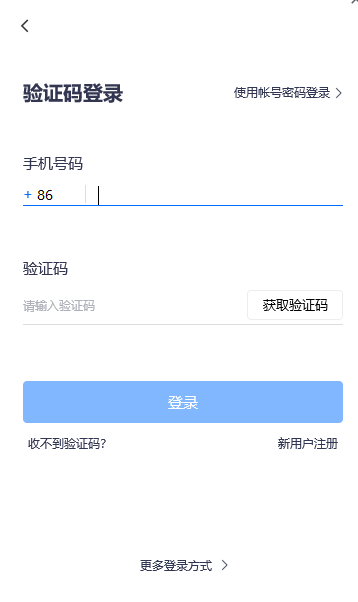 验证码登录 使用帐号密码登录
手机号码
+ 86
验证码
请输入验证码 获取验证码
登录
收不到验证码? 新用户注册
更多登录方式